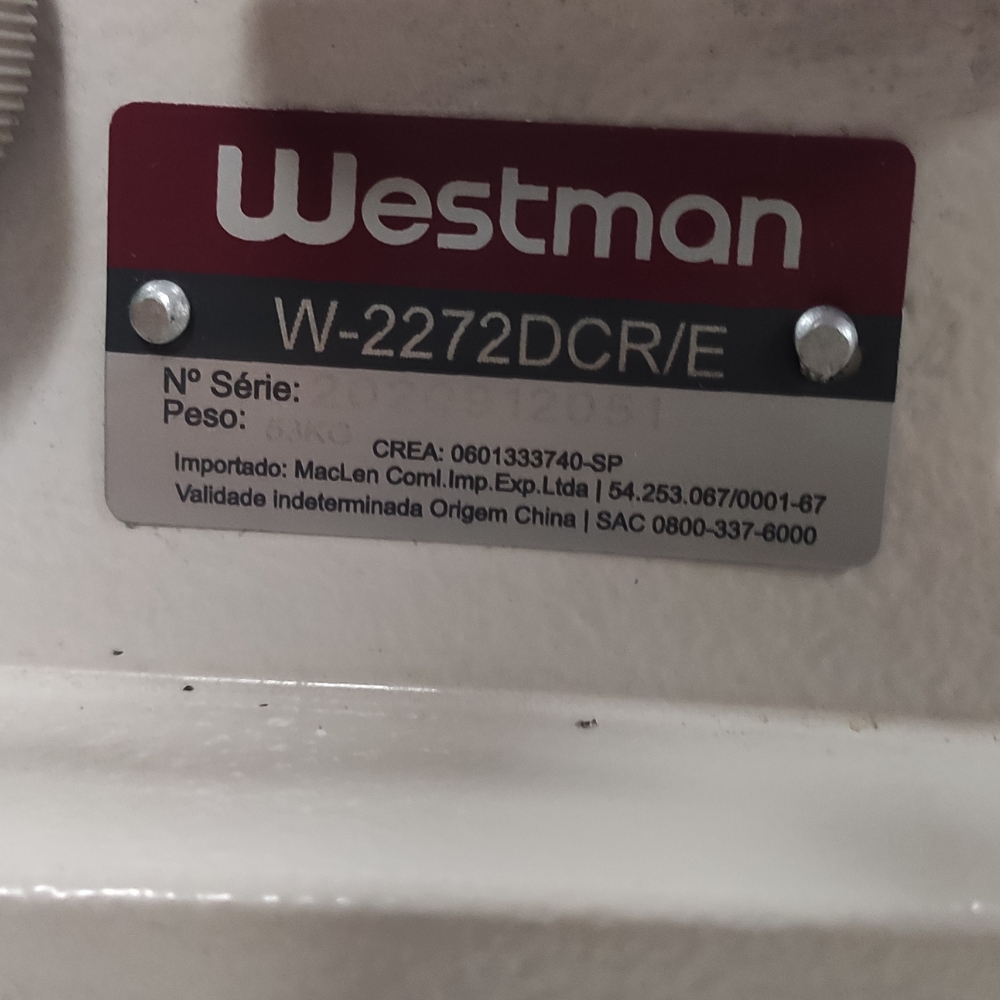 Westman
W-2272DCR/E
Nº Série:
Peso: 53KG
CREA: 0601333740-SP
Importado: MacLen Coml.Imp.Exp.Ltda | 54.253.067/0001-67
Validade indeterminada Origem China | SAC 0800-337-6000